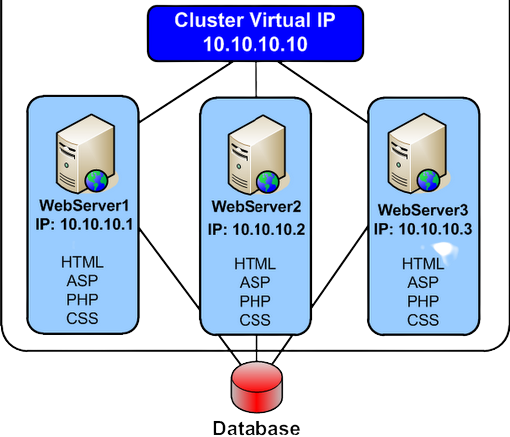 Cluster Virtual IP
10.10.10.10
WebServer1
IP: 10.10.10.1
HTML
ASP
PHP
CSS
WebServer2
IP: 10.10.10.2
HTML
ASP
PHP
CSS
WebServer3
IP: 10.10.10.3
HTML
ASP
PHP
CSS
Database